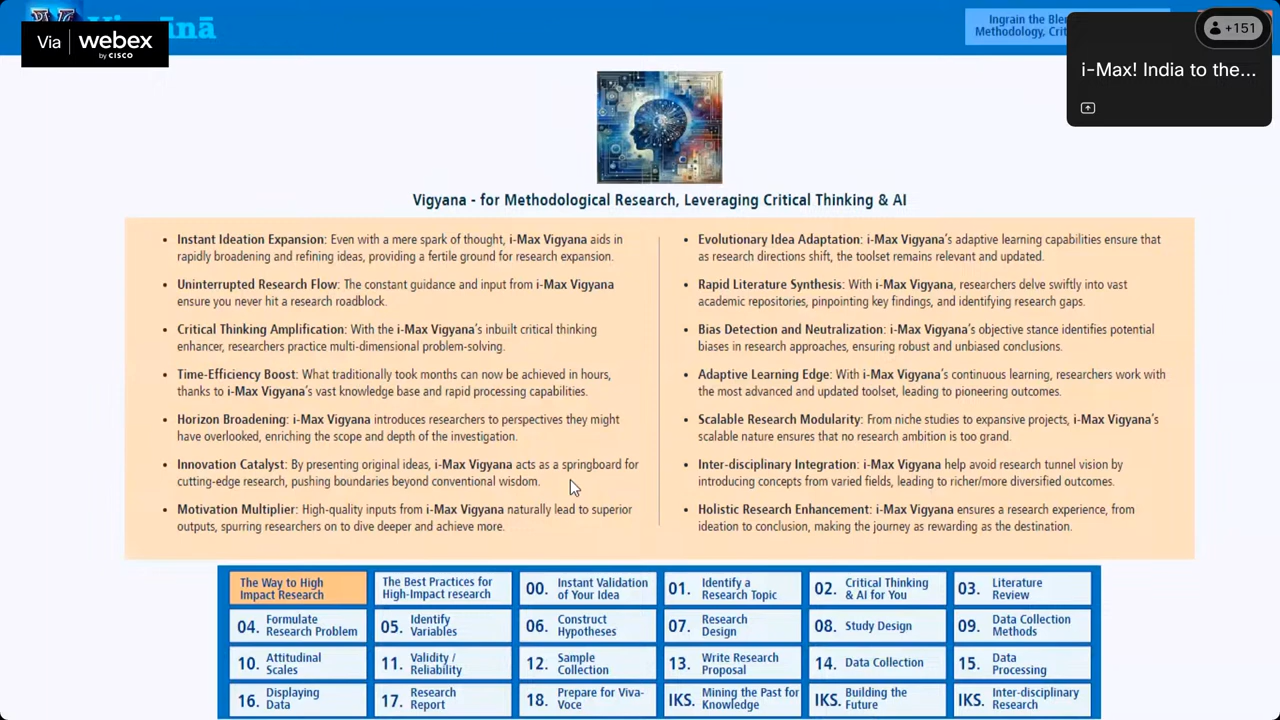 Via webex
by CISCO
Ingrain the
Methodology,
+151
i-Max! India to the...
Vigyana - for Methodological Research, Leveraging Critical Thinking & AI
• Instant Ideation Expansion: Even with a mere spark of thought, i-Max Vigyana aids in
rapidly broadening and refining ideas, providing a fertile ground for research expansion.
• Uninterrupted Research Flow: The constant guidance and input from i-Max Vigyana
ensure you never hit a research roadblock.
• Critical Thinking Amplification: With the i-Max Vigyana's inbuilt critical thinking
enhancer, researchers practice multi-dimensional problem-solving.
• Time-Efficiency Boost: What traditionally took months can now be achieved in hours,
thanks to i-Max Vigyana's vast knowledge base and rapid processing capabilities.
• Horizon Broadening: i-Max Vigyana introduces researchers to perspectives they might
have overlooked, enriching the scope and depth of the investigation.
• Innovation Catalyst: By presenting original ideas, i-Max Vigyana acts as a springboard for
cutting-edge research, pushing boundaries beyond conventional wisdom.
• Motivation Multiplier: High-quality inputs from i-Max Vigyana naturally lead to superior
outputs, spurring researchers on to dive deeper and achieve more.
• Evolutionary Idea Adaptation: i-Max Vigyana's adaptive learning capabilities ensure that
as research directions shift, the toolset remains relevant and updated.
• Rapid Literature Synthesis: With i-Max Vigyana, researchers delve swiftly into vast
academic repositories, pinpointing key findings, and identifying research gaps.
• Bias Detection and Neutralization: i-Max Vigyana's objective stance identifies potential
biases in research approaches, ensuring robust and unbiased conclusions.
• Adaptive Learning Edge: With i-Max Vigyana's continuous learning, researchers work with
the most advanced and updated toolset, leading to pioneering outcomes.
• Scalable Research Modularity: From niche studies to expansive projects, i-Max Vigyana's
scalable nature ensures that no research ambition is too grand.
• Inter-disciplinary Integration: i-Max Vigyana help avoid research tunnel vision by
introducing concepts from varied fields, leading to richer/more diversified outcomes.
• Holistic Research Enhancement: i-Max Vigyana ensures a research experience, from
ideation to conclusion, making the journey as rewarding as the destination.
The Way to High
Impact Research
The Best Practices for
High-Impact research
00. Instant Validation
of Your Idea
01. Identify a
Research Topic
02. Critical Thinking
& AI for You
03. Literature
Review
04. Formulate
Research Problem
05. Identify
Variables
06. Construct
Hypotheses
07. Research
Design
08. Study Design
09. Data Collection
Methods
10. Attitudinal
Scales
11. Validity /
Reliability
12. Sample
Collection
13. Write Research
Proposal
14. Data Collection
15. Data
Processing
16. Displaying
Data
17. Research
Report
18. Prepare for Viva-
Voce
IKS. Mining the Past for
Knowledge
IKS. Building the
Future
IKS. Inter-disciplinary
Research